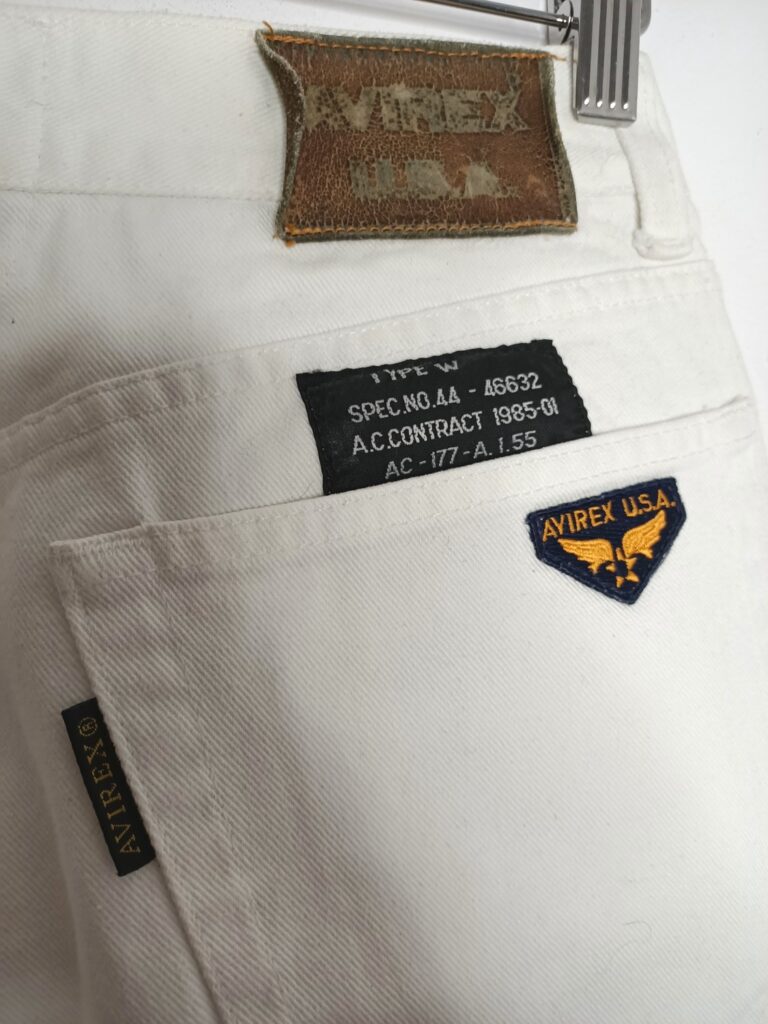 AVIREX
U.S.A.
TYPE W
SPEC.NO.44 - 46632
A.C.CONTRACT 1985-01
AC-177-A.1.55
AVIREX U.S.A.
AVIREX®